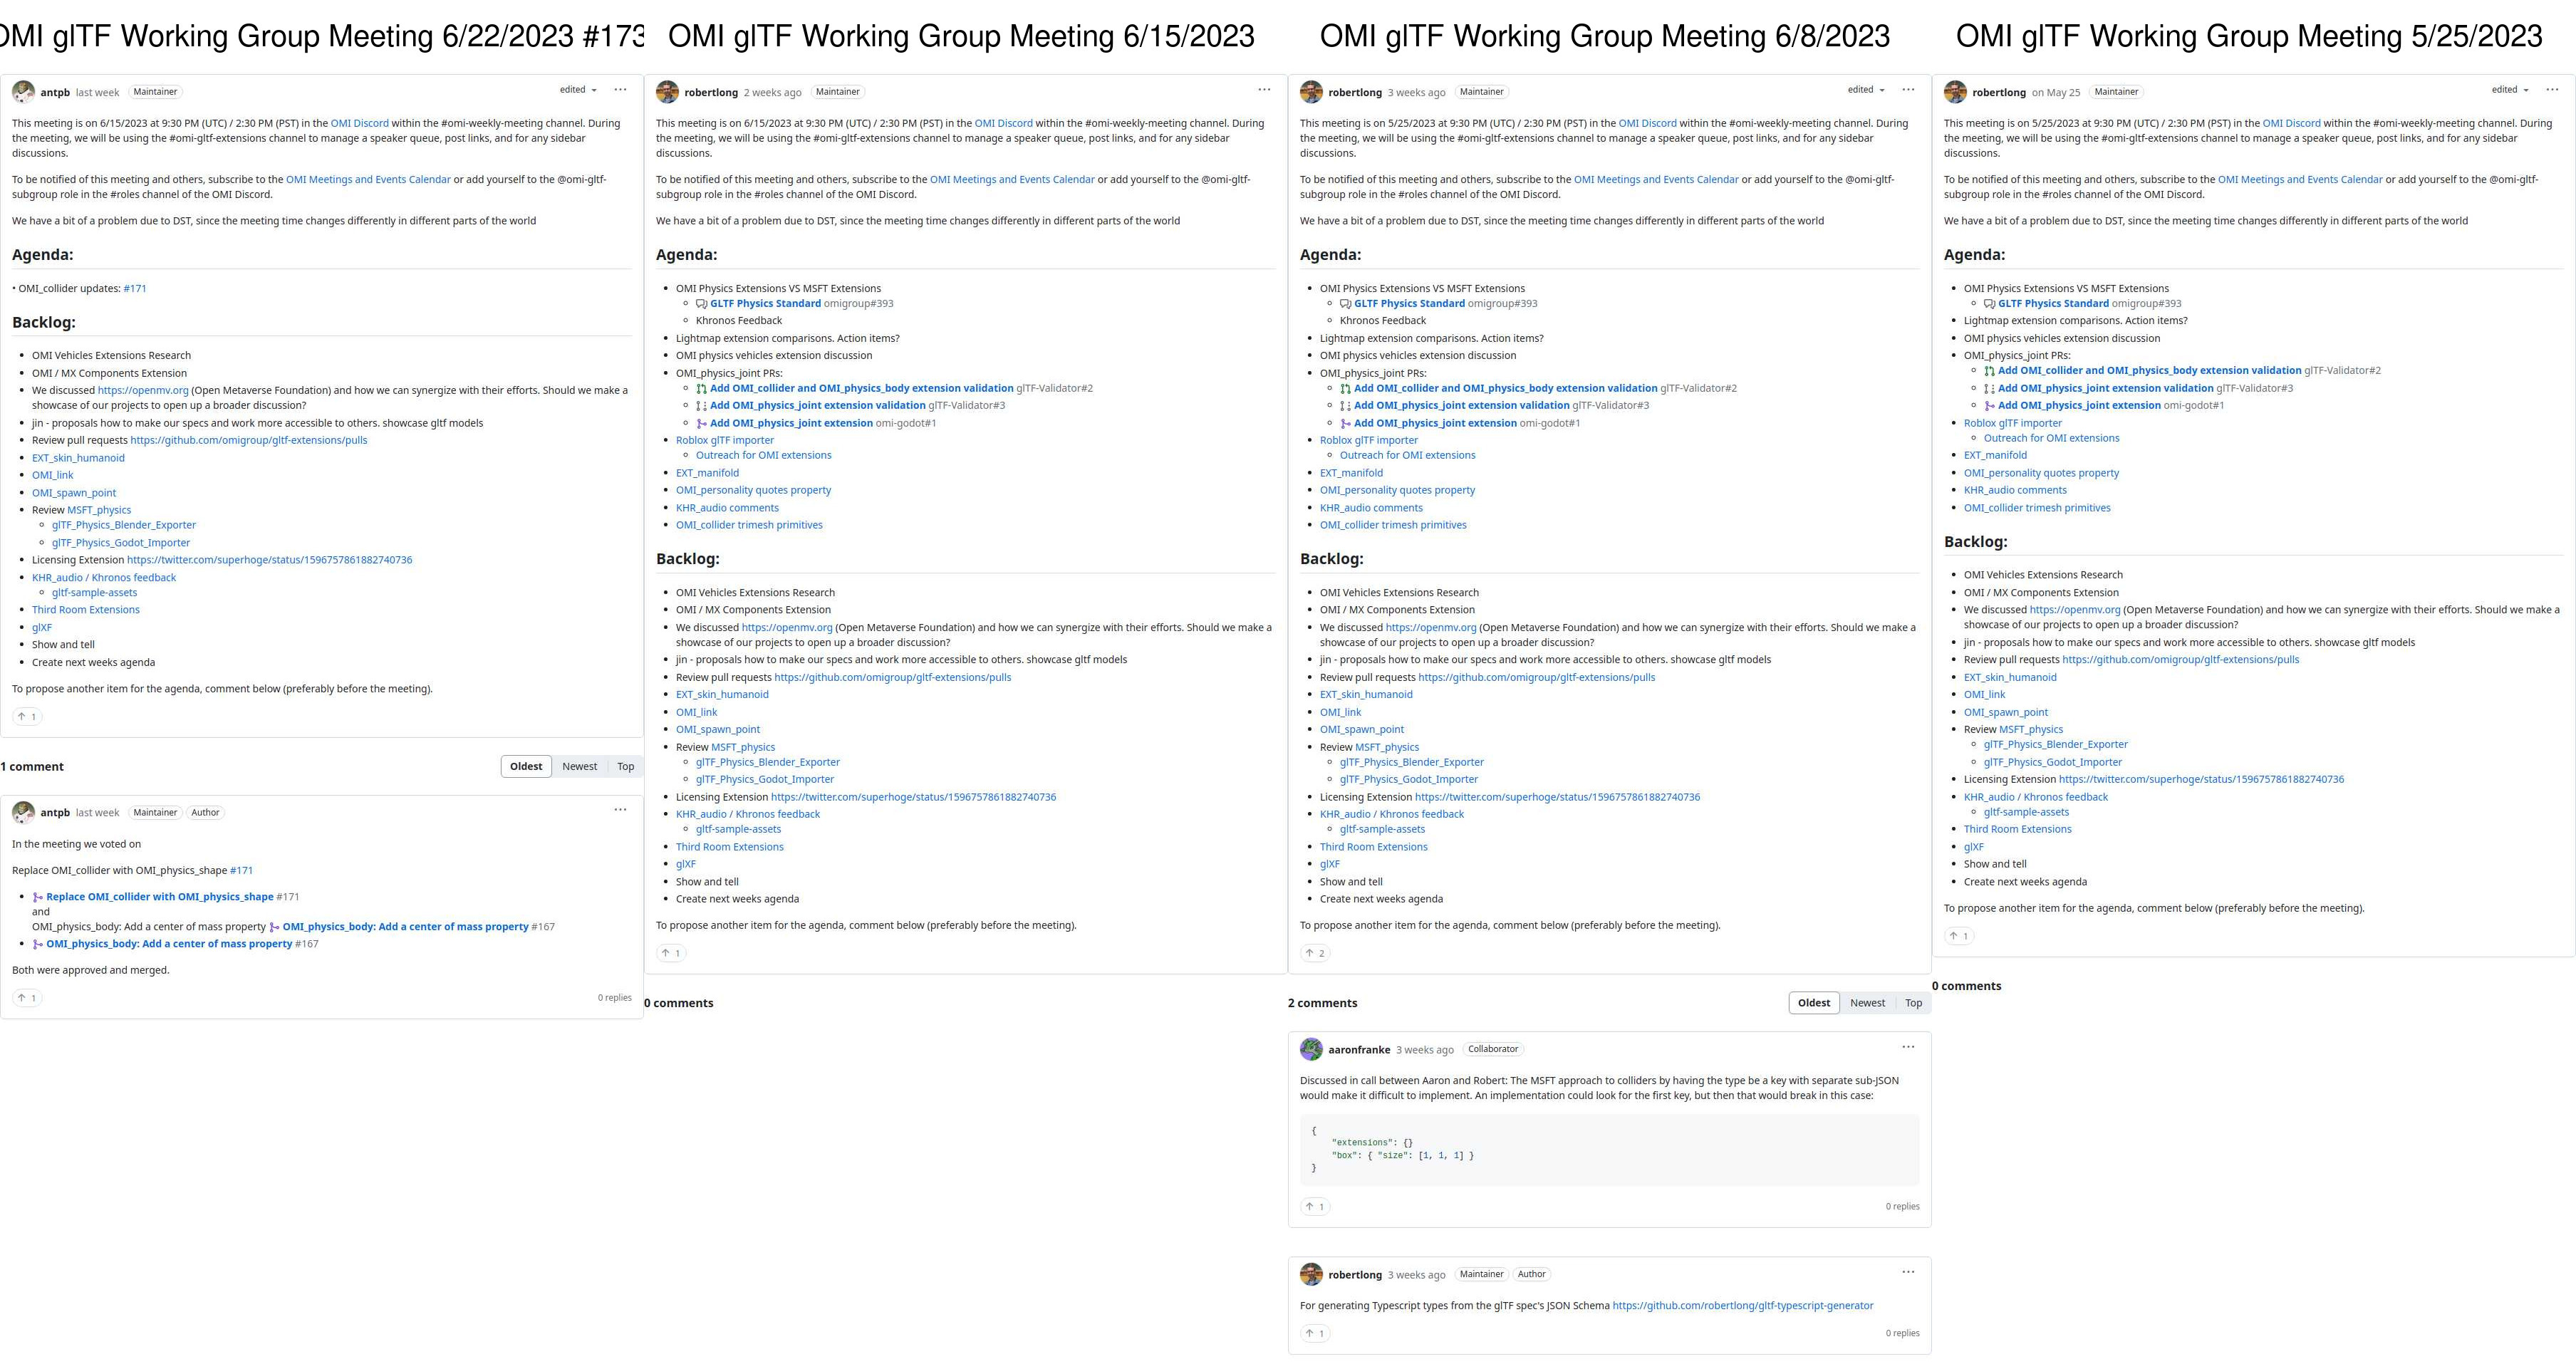 OMI glTF Working Group Meeting 6/22/2023 #173
antpb last week Maintainer edited
This meeting is on 6/15/2023 at 9:30 PM (UTC) / 2:30 PM (PST) in the OMI Discord within the #omi-weekly-meeting channel. During
the meeting, we will be using the #omi-gltf-extensions channel to manage a speaker queue, post links, and for any sidebar
discussions.
To be notified of this meeting and others, subscribe to the OMI Meetings and Events Calendar or add yourself to the @omi-gltf-
subgroup role in the #roles channel of the OMI Discord.
We have a bit of a problem due to DST, since the meeting time changes differently in different parts of the world
Agenda:
• OMI_collider updates: #171
Backlog:
OMI Vehicles Extensions Research
OMI / MX Components Extension
We discussed https://openmv.org (Open Metaverse Foundation) and how we can synergize with their efforts. Should we make a
showcase of our projects to open up a broader discussion?
jin - proposals how to make our specs and work more accessible to others. showcase gltf models
Review pull requests https://github.com/omigroup/gltf-extensions/pulls
EXT_skin_humanoid
OMI_link
OMI_spawn_point
Review MSFT_physics
glTF_Physics_Blender_Exporter
glTF_Physics_Godot_Importer
Licensing Extension https://twitter.com/superhoge/status/1596757861882740736
KHR_audio / Khronos feedback
gltf-sample-assets
Third Room Extensions
glXF
Show and tell
Create next weeks agenda
To propose another item for the agenda, comment below (preferably before the meeting).
1
1 comment Oldest Newest Top
antpb last week Maintainer Author
In the meeting we voted on
Replace OMI_collider with OMI_physics_shape #171
Replace OMI_collider with OMI_physics_shape #171
and
OMI_physics_body: Add a center of mass property OMI_physics_body: Add a center of mass property #167
OMI_physics_body: Add a center of mass property #167
Both were approved and merged.
1 0 replies
OMI glTF Working Group Meeting 6/15/2023
robertlong 2 weeks ago Maintainer
This meeting is on 6/15/2023 at 9:30 PM (UTC) / 2:30 PM (PST) in the OMI Discord within the #omi-weekly-meeting channel. During
the meeting, we will be using the #omi-gltf-extensions channel to manage a speaker queue, post links, and for any sidebar
discussions.
To be notified of this meeting and others, subscribe to the OMI Meetings and Events Calendar or add yourself to the @omi-gltf-
subgroup role in the #roles channel of the OMI Discord.
We have a bit of a problem due to DST, since the meeting time changes differently in different parts of the world
Agenda:
OMI Physics Extensions VS MSFT Extensions
GLTF Physics Standard omigroup#393
Khronos Feedback
Lightmap extension comparisons. Action items?
OMI physics vehicles extension discussion
OMI_physics_joint PRs:
Add OMI_collider and OMI_physics_body extension validation glTF-Validator#2
Add OMI_physics_joint extension validation glTF-Validator#3
Add OMI_physics_joint extension omi-godot#1
Roblox glTF importer
Outreach for OMI extensions
EXT_manifold
OMI_personality quotes property
KHR_audio comments
OMI_collider trimesh primitives
Backlog:
OMI Vehicles Extensions Research
OMI / MX Components Extension
We discussed https://openmv.org (Open Metaverse Foundation) and how we can synergize with their efforts. Should we make a
showcase of our projects to open up a broader discussion?
jin - proposals how to make our specs and work more accessible to others. showcase gltf models
Review pull requests https://github.com/omigroup/gltf-extensions/pulls
EXT_skin_humanoid
OMI_link
OMI_spawn_point
Review MSFT_physics
glTF_Physics_Blender_Exporter
glTF_Physics_Godot_Importer
Licensing Extension https://twitter.com/superhoge/status/1596757861882740736
KHR_audio / Khronos feedback
gltf-sample-assets
Third Room Extensions
glXF
Show and tell
Create next weeks agenda
To propose another item for the agenda, comment below (preferably before the meeting).
1
0 comments
OMI glTF Working Group Meeting 6/8/2023
robertlong 3 weeks ago Maintainer edited
This meeting is on 5/25/2023 at 9:30 PM (UTC) / 2:30 PM (PST) in the OMI Discord within the #omi-weekly-meeting channel. During
the meeting, we will be using the #omi-gltf-extensions channel to manage a speaker queue, post links, and for any sidebar
discussions.
To be notified of this meeting and others, subscribe to the OMI Meetings and Events Calendar or add yourself to the @omi-gltf-
subgroup role in the #roles channel of the OMI Discord.
We have a bit of a problem due to DST, since the meeting time changes differently in different parts of the world
Agenda:
OMI Physics Extensions VS MSFT Extensions
GLTF Physics Standard omigroup#393
Khronos Feedback
Lightmap extension comparisons. Action items?
OMI physics vehicles extension discussion
OMI_physics_joint PRs:
Add OMI_collider and OMI_physics_body extension validation glTF-Validator#2
Add OMI_physics_joint extension validation glTF-Validator#3
Add OMI_physics_joint extension omi-godot#1
Roblox glTF importer
Outreach for OMI extensions
EXT_manifold
OMI_personality quotes property
KHR_audio comments
OMI_collider trimesh primitives
Backlog:
OMI Vehicles Extensions Research
OMI / MX Components Extension
We discussed https://openmv.org (Open Metaverse Foundation) and how we can synergize with their efforts. Should we make a
showcase of our projects to open up a broader discussion?
jin - proposals how to make our specs and work more accessible to others. showcase gltf models
Review pull requests https://github.com/omigroup/gltf-extensions/pulls
EXT_skin_humanoid
OMI_link
OMI_spawn_point
Review MSFT_physics
glTF_Physics_Blender_Exporter
glTF_Physics_Godot_Importer
Licensing Extension https://twitter.com/superhoge/status/1596757861882740736
KHR_audio / Khronos feedback
gltf-sample-assets
Third Room Extensions
glXF
Show and tell
Create next weeks agenda
To propose another item for the agenda, comment below (preferably before the meeting).
2
2 comments Oldest Newest Top
aaronfranke 3 weeks ago Collaborator
Discussed in call between Aaron and Robert: The MSFT approach to colliders by having the type be a key with separate sub-JSON
would make it difficult to implement. An implementation could look for the first key, but then that would break in this case:
{
"extensions": {}
"box": { "size": [1, 1, 1] }
}
1 0 replies
robertlong 3 weeks ago Maintainer Author
For generating Typescript types from the glTF spec's JSON Schema https://github.com/robertlong/gltf-typescript-generator
1 0 replies
OMI glTF Working Group Meeting 5/25/2023
robertlong on May 25 Maintainer edited
This meeting is on 5/25/2023 at 9:30 PM (UTC) / 2:30 PM (PST) in the OMI Discord within the #omi-weekly-meeting channel. During
the meeting, we will be using the #omi-gltf-extensions channel to manage a speaker queue, post links, and for any sidebar
discussions.
To be notified of this meeting and others, subscribe to the OMI Meetings and Events Calendar or add yourself to the @omi-gltf-
subgroup role in the #roles channel of the OMI Discord.
We have a bit of a problem due to DST, since the meeting time changes differently in different parts of the world
Agenda:
OMI Physics Extensions VS MSFT Extensions
GLTF Physics Standard omigroup#393
Lightmap extension comparisons. Action items?
OMI physics vehicles extension discussion
OMI_physics_joint PRs:
Add OMI_collider and OMI_physics_body extension validation glTF-Validator#2
Add OMI_physics_joint extension validation glTF-Validator#3
Add OMI_physics_joint extension omi-godot#1
Roblox glTF importer
Outreach for OMI extensions
EXT_manifold
OMI_personality quotes property
KHR_audio comments
OMI_collider trimesh primitives
Backlog:
OMI Vehicles Extensions Research
OMI / MX Components Extension
We discussed https://openmv.org (Open Metaverse Foundation) and how we can synergize with their efforts. Should we make a
showcase of our projects to open up a broader discussion?
jin - proposals how to make our specs and work more accessible to others. showcase gltf models
Review pull requests https://github.com/omigroup/gltf-extensions/pulls
EXT_skin_humanoid
OMI_link
OMI_spawn_point
Review MSFT_physics
glTF_Physics_Blender_Exporter
glTF_Physics_Godot_Importer
Licensing Extension https://twitter.com/superhoge/status/1596757861882740736
KHR_audio / Khronos feedback
gltf-sample-assets
Third Room Extensions
glXF
Show and tell
Create next weeks agenda
To propose another item for the agenda, comment below (preferably before the meeting).
1
0 comments